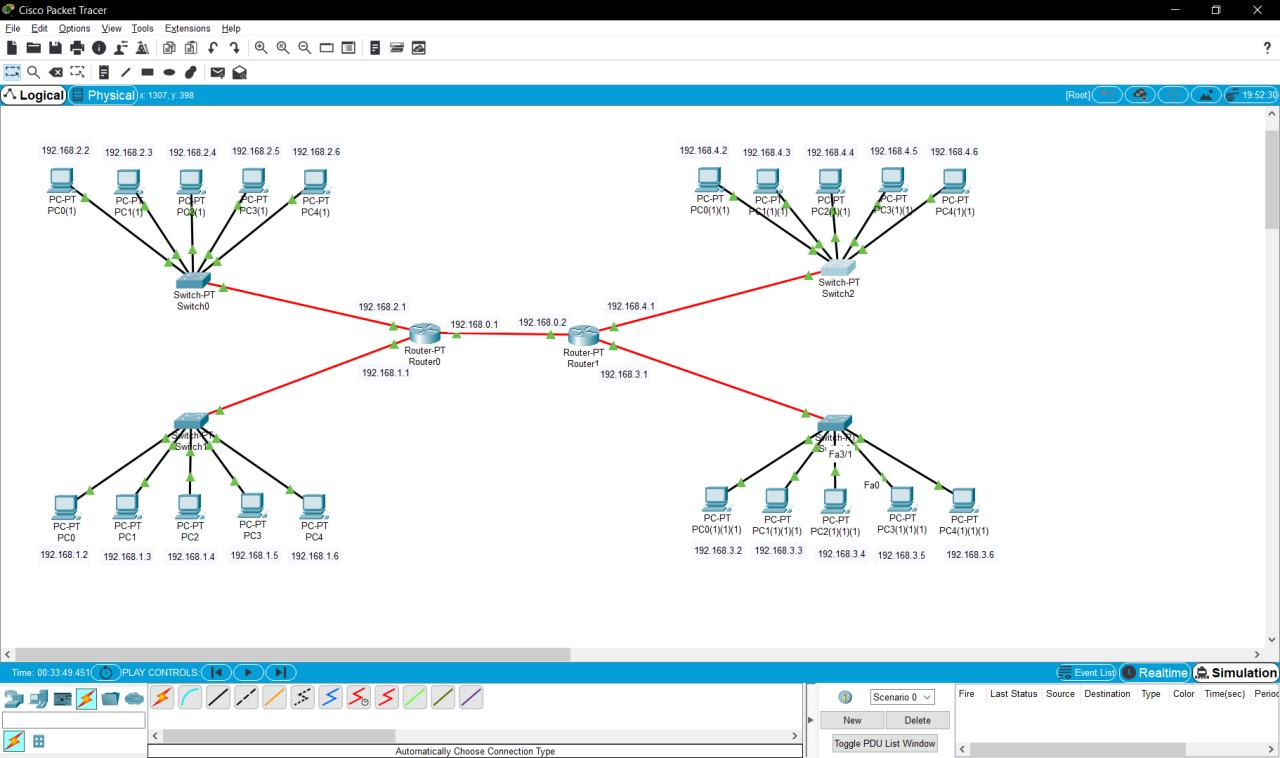 Cisco Packet Tracer
File Edit Options View Tools Extensions Help
?
Logical Physical x: 1307, y: 398 [Root] 19:52:30
192.168.2.2 192.168.2.3 192.168.2.4 192.168.2.5 192.168.2.6
192.168.4.2 192.168.4.3 192.168.4.4 192.168.4.5 192.168.4.6
PC-PT PC-PT PC-PT PC-PT PC-PT
PC0(1) PC1(1) PC2(1) PC3(1) PC4(1)
PC-PT PC-PT PC-PT PC-PT PC-PT
PC0(1)(1) PC1(1)(1) PC2(1)(1) PC3(1)(1) PC4(1)(1)
Switch-PT
Switch0
Switch-PT
Switch2
192.168.2.1 192.168.4.1
192.168.0.1 192.168.0.2
Router-PT
Router0
Router-PT
Router1
192.168.1.1 192.168.3.1
Switch-PT
Switch1
Switch-PT
Fa3/1
Fa0
PC-PT PC-PT PC-PT PC-PT PC-PT
PC0 PC1 PC2 PC3 PC4
192.168.1.2 192.168.1.3 192.168.1.4 192.168.1.5 192.168.1.6
PC-PT PC-PT PC-PT PC-PT PC-PT
PC0(1)(1)(1) PC1(1)(1)(1) PC2(1)(1)(1) PC3(1)(1)(1) PC4(1)(1)(1)
192.168.3.2 192.168.3.3 192.168.3.4 192.168.3.5 192.168.3.6
Time: 00:33:49.451 PLAY CONTROLS: Event List Realtime Simulation
Scenario 0
New Delete
Toggle PDU List Window
Fire Last Status Source Destination Type Color Time(sec)
Automatically Choose Connection Type